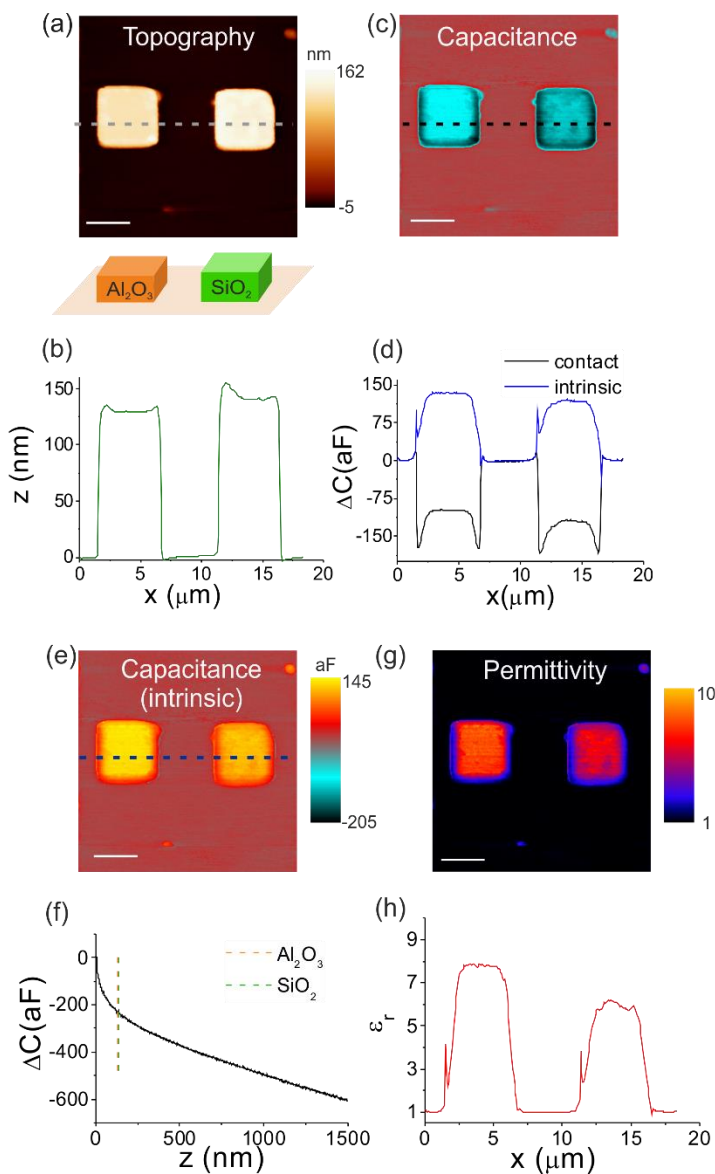 (a)
Topography
nm
162
-5
(c)
Capacitance
Al₂O₃
SiO₂
(b)
150
100
50
0
z (nm)
0 5 10 15 20
x (μm)
(d)
contact
intrinsic
150
75
0
-75
-150
ΔC(aF)
0 5 10 15 20
x(μm)
(e)
Capacitance
(intrinsic)
aF
145
-205
(g)
Permittivity
10
1
(f)
Al₂O₃
SiO₂
0
-200
-400
-600
ΔC(aF)
0 500 1000 1500
z (nm)
(h)
9
7
5
3
1
εᵣ
0 5 10 15 20
x (μm)